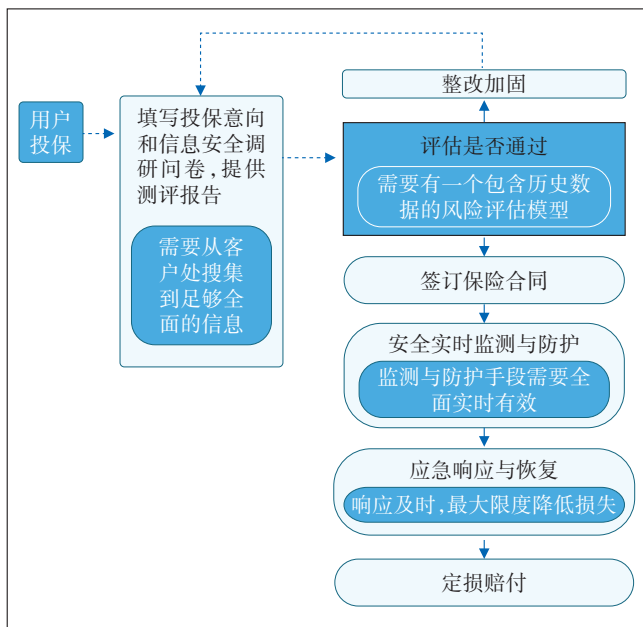 用户
投保
填写投保意向
和信息安全调
研问卷，提供
测评报告
需要从客
户处搜集
到足够全
面的信息
整改加固
评估是否通过
需要有一个包含历史数
据的风险评估模型
签订保险合同
安全实时监测与防护
监测与防护手段需要全
面实时有效
应急响应与恢复
响应及时，最大限度降低损失
定损赔付